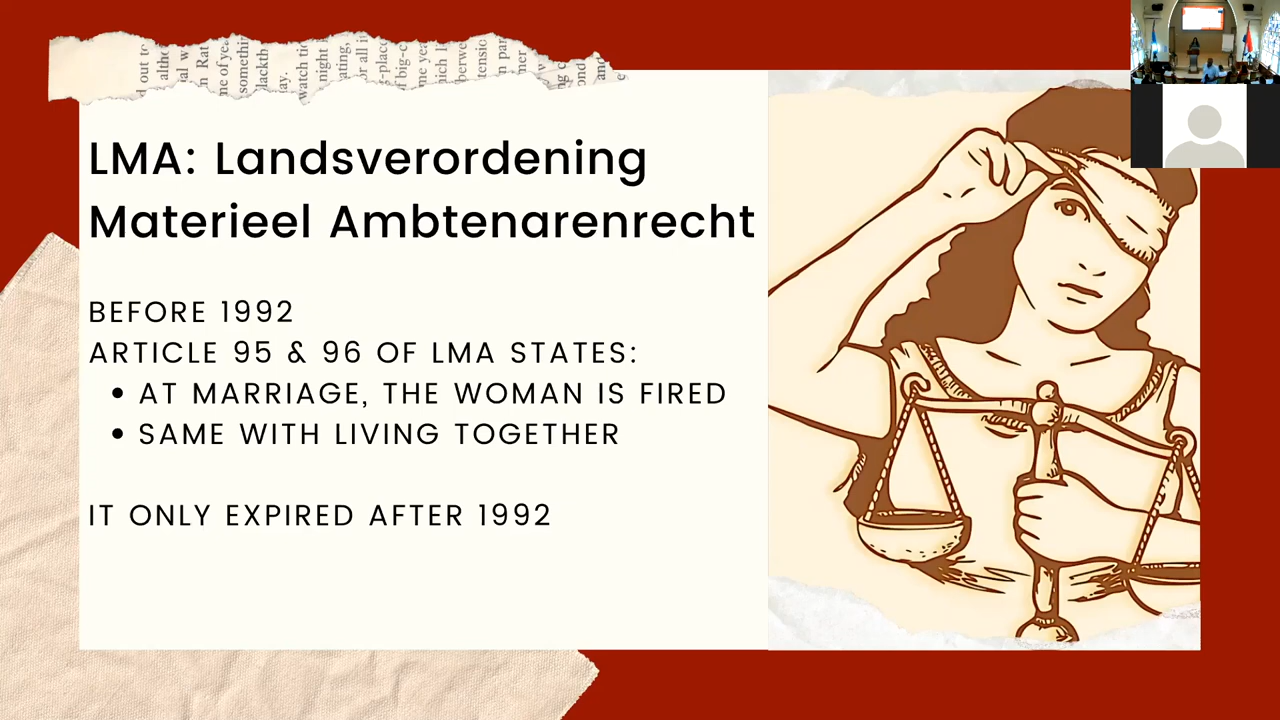 LMA: Landsverordening
Materieel Ambtenarenrecht
BEFORE 1992
ARTICLE 95 & 96 OF LMA STATES:
• AT MARRIAGE, THE WOMAN IS FIRED
• SAME WITH LIVING TOGETHER
IT ONLY EXPIRED AFTER 1992